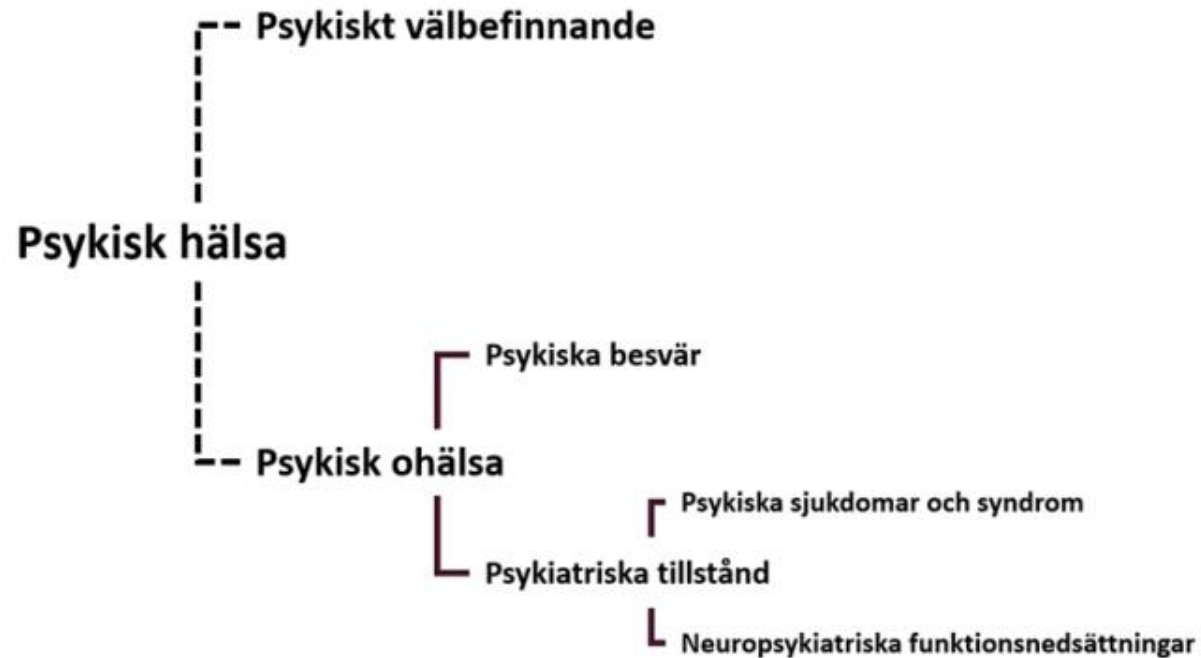 Psykiskt välbefinnande
Psykisk hälsa
Psykiska besvär
Psykisk ohälsa
Psykiska sjukdomar och syndrom
Psykiatriska tillstånd
Neuropsykiatriska funktionsnedsättningar